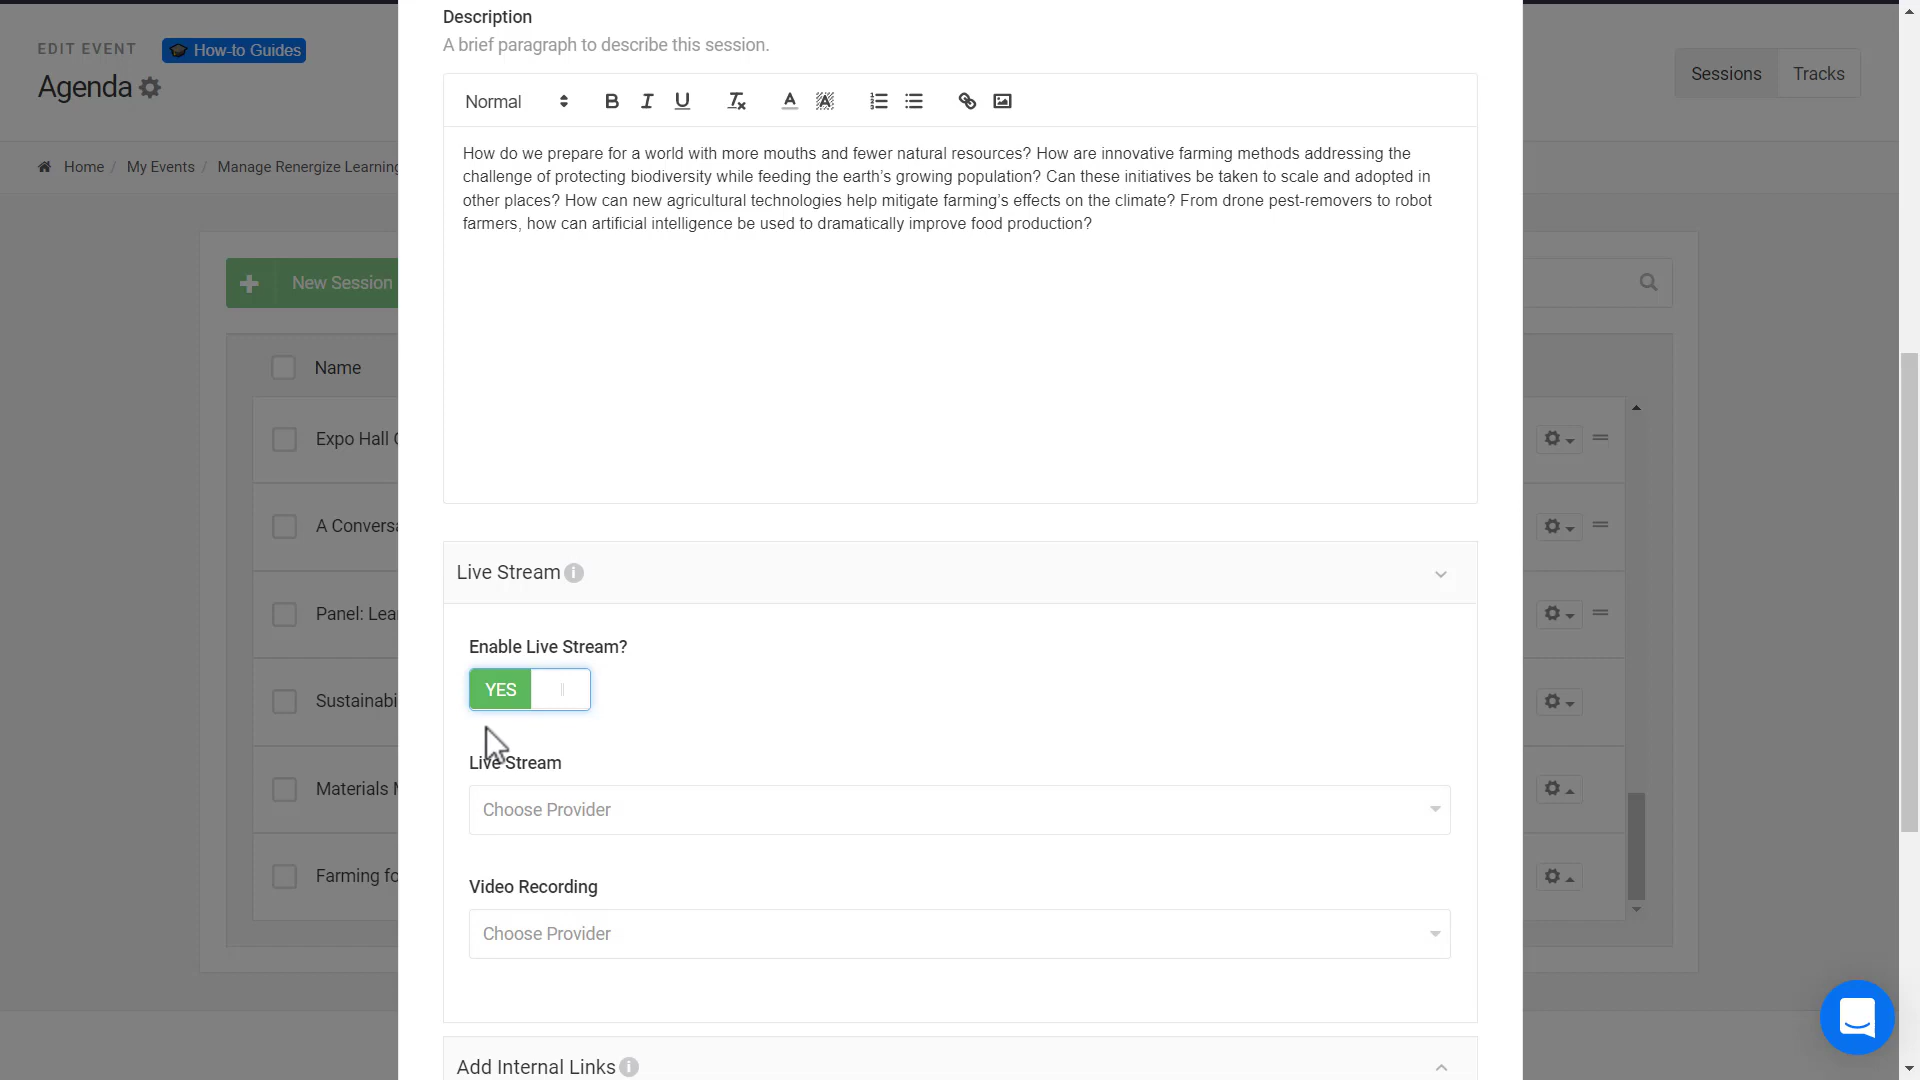 Description
A brief paragraph to describe this session.
EDIT EVENT
How-to Guides
Agenda
Sessions
Tracks
Normal
How do we prepare for a world with more mouths and fewer natural resources? How are innovative farming methods addressing the
challenge of protecting biodiversity while feeding the earth's growing population? Can these initiatives be taken to scale and adopted in
other places? How can new agricultural technologies help mitigate farming's effects on the climate? From drone pest-removers to robot
farmers, how can artificial intelligence be used to dramatically improve food production?
Home / My Events / Manage Renergize Learning
New Session
Name
Expo Hall
A Conversa
Panel: Lea
Sustainabi
Materials
Farming fo
Live Stream
Enable Live Stream?
YES
Live Stream
Choose Provider
Video Recording
Choose Provider
Add Internal Links